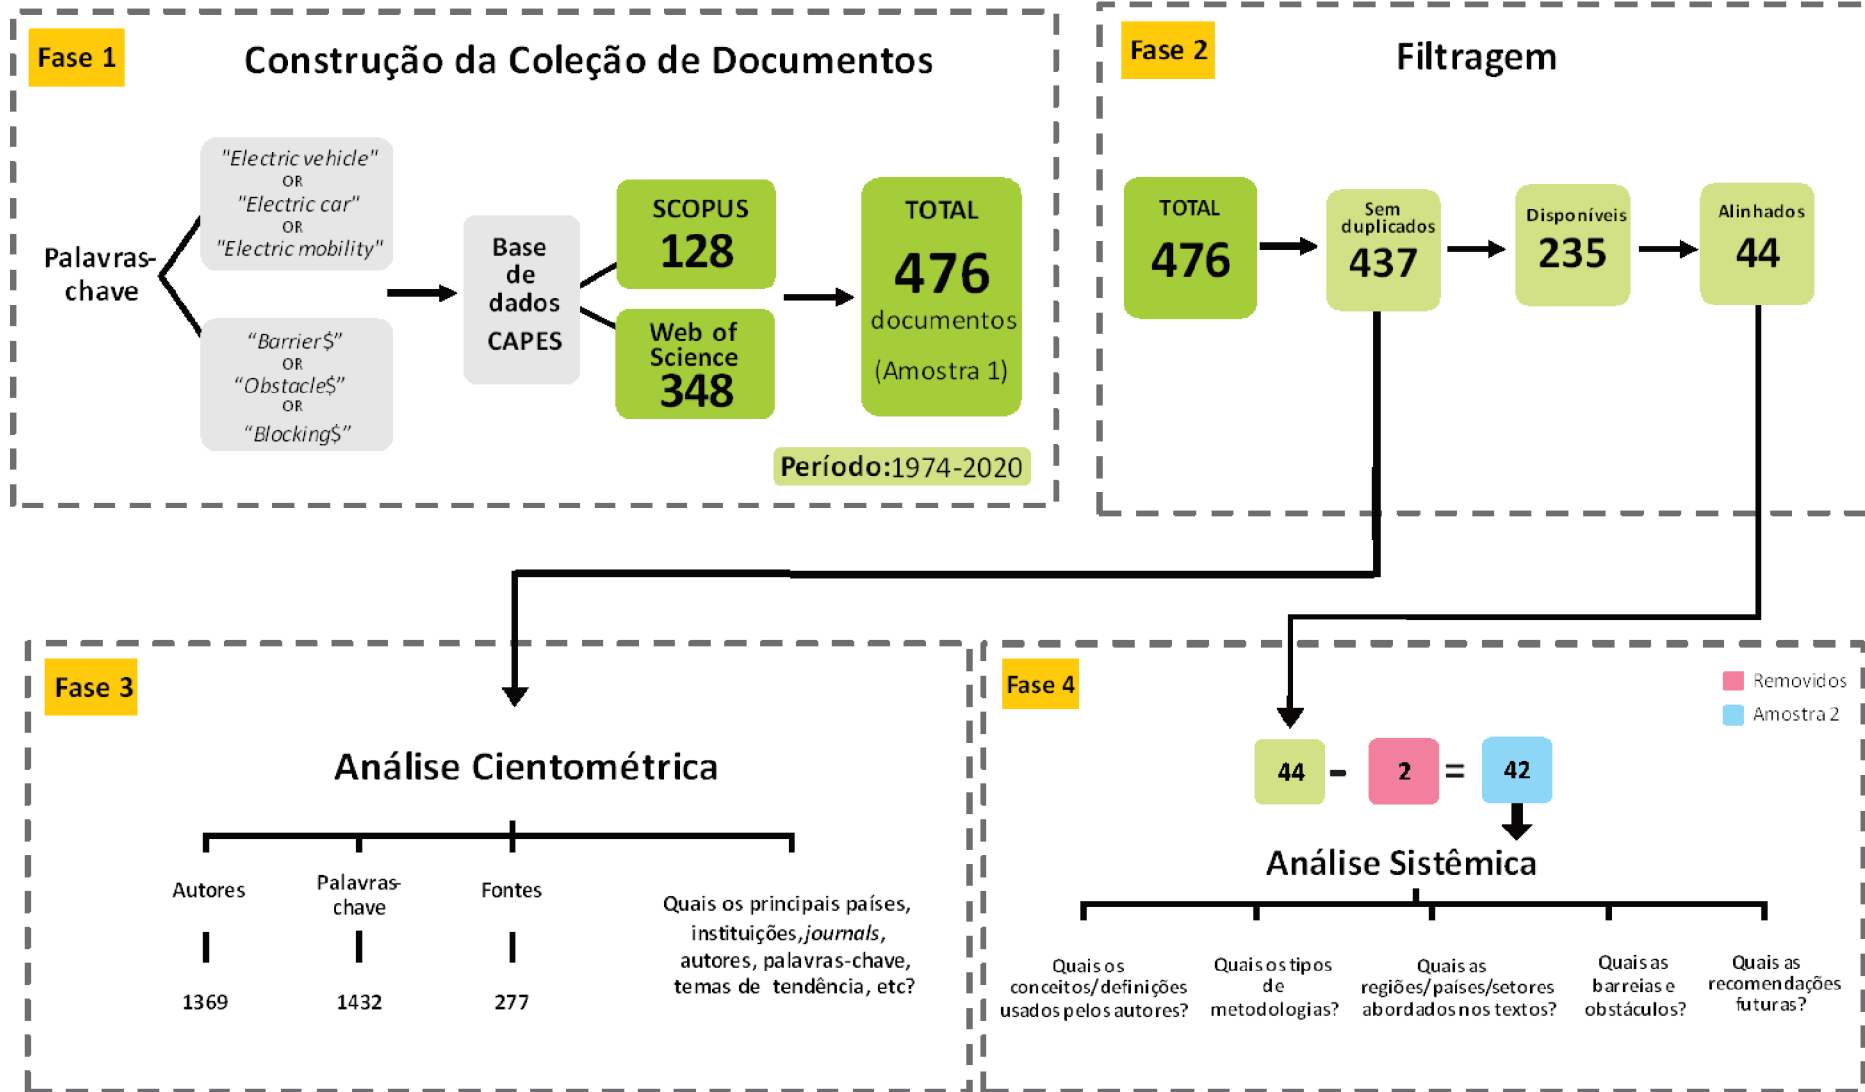 Fase 1
Construção da Coleção de Documentos
Palavras-
chave
"Electric vehicle"
OR
"Electric car"
OR
"Electric mobility"
“Barrier$”
OR
“Obstacle$”
OR
“Blocking$”
Base
de
dados
CAPES
SCOPUS
128
Web of
Science
348
TOTAL
476
documentos
(Amostra 1)
Período:1974-2020
Fase 2
Filtragem
TOTAL
476
Sem
duplicados
437
Disponíveis
235
Alinhados
44
Fase 3
Análise Cientométrica
Autores
1369
Palavras-
chave
1432
Fontes
277
Quais os principais países,
instituições, journals,
autores, palavras-chave,
temas de tendência, etc?
Fase 4
Removidos
Amostra 2
44 - 2 = 42
Análise Sistêmica
Quais os
conceitos/definições
usados pelos autores?
Quais os tipos
de
metodologias?
Quais as
regiões/países/setores
abordados nos textos?
Quais as
barreias e
obstáculos?
Quais as
recomendações
futuras?